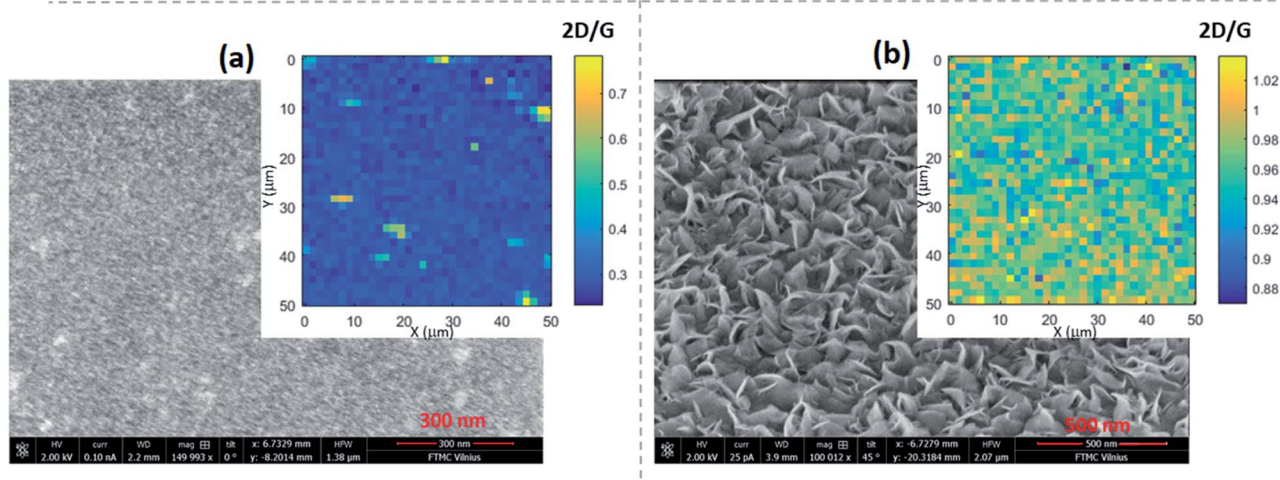 (a)
2D/G
0
10
20
30
40
50
Y (μm)
0 10 20 30 40 50
X (μm)
0.7
0.6
0.5
0.4
0.3
300 nm
HV curr WD mag tilt x: 6.7329 mm HFW 300 nm
2.00 kV 0.10 nA 2.2 mm 149 993 x 0 ° y: -8.2014 mm 1.38 µm FTMC Vilnius
(b)
2D/G
0
10
20
30
40
50
Y (μm)
0 10 20 30 40 50
X (μm)
1.02
1
0.98
0.96
0.94
0.92
0.9
0.88
500 nm
HV curr WD mag tilt x: -6.7279 mm HFW 500 nm
2.00 kV 25 pA 3.9 mm 100 012 x 45 ° y: -20.3184 mm 2.07 µm FTMC Vilnius